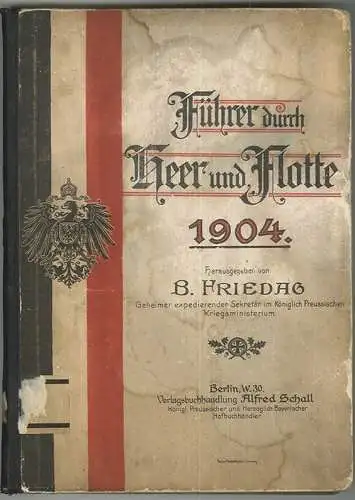 Führer durch
Heer und Flotte
1904.
Herausgegeben von
B. FRIEDAG
Geheimer expedierender Sekretär im Königlich Preussischen
Kriegsministerium.
Berlin, W. 30.
Verlagsbuchhandlung Alfred Schall
Königl. Preussischer und Herzogl. Bayerischer
Hofbuchhändler